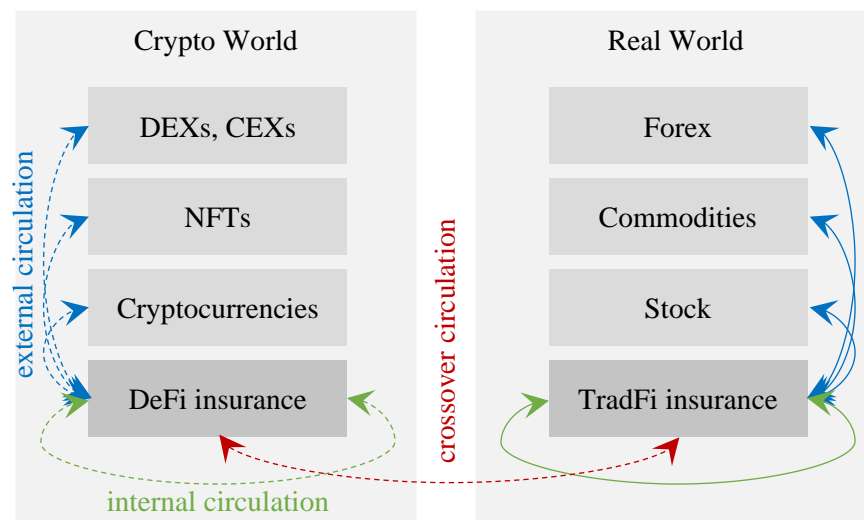 Crypto World
DEXs, CEXs
NFTs
Cryptocurrencies
DeFi insurance
external circulation
internal circulation
crossover circulation
Real World
Forex
Commodities
Stock
TradFi insurance